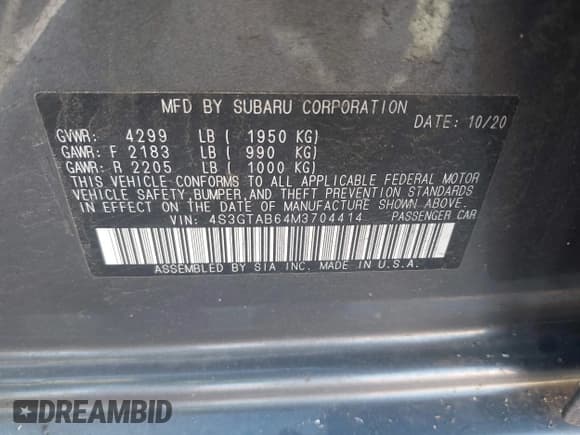 MFD BY SUBARU CORPORATION
DATE: 10/20
GVWR: 4299 LB ( 1950 KG)
GAWR: F 2183 LB ( 990 KG)
GAWR: R 2205 LB ( 1000 KG)
THIS VEHICLE CONFORMS TO ALL APPLICABLE FEDERAL MOTOR
VEHICLE SAFETY, BUMPER, AND THEFT PREVENTION STANDARDS
IN EFFECT ON THE DATE OF MANUFACTURE SHOWN ABOVE.
VIN: 4S3GTAB64M3704414 PASSENGER CAR
ASSEMBLED BY SIA INC. MADE IN U.S.A.
DREAMBID